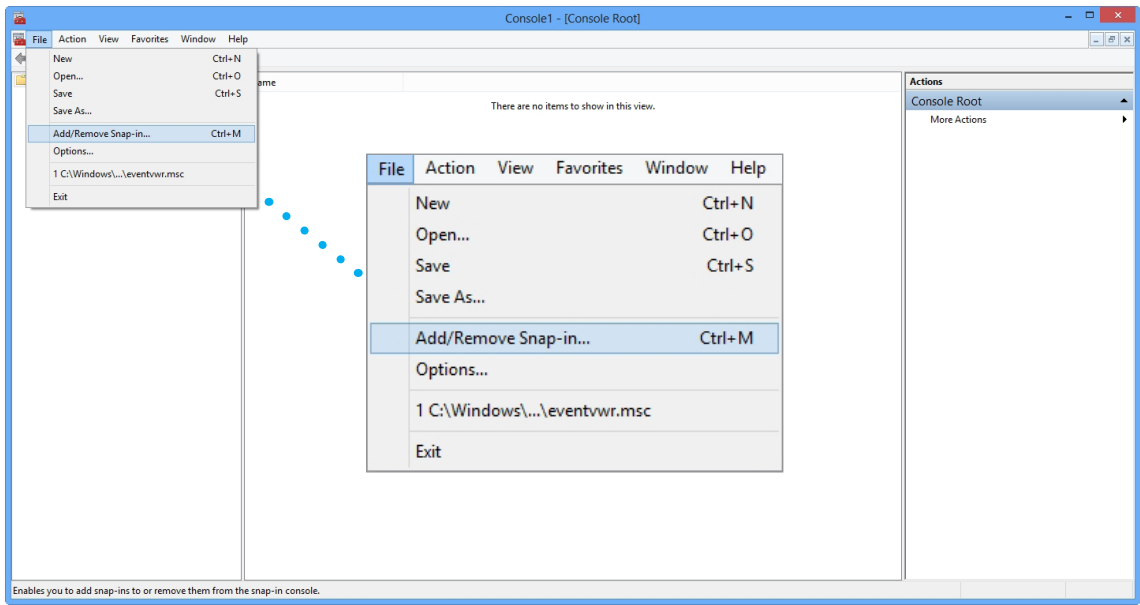 Console1 - [Console Root]
File Action View Favorites Window Help
New Ctrl+N
Open... Ctrl+O
Save Ctrl+S
Save As...
Add/Remove Snap-in... Ctrl+M
Options...
1 C:\Windows\...\eventvwr.msc
Exit
ame
There are no items to show in this view.
Actions
Console Root
More Actions
File Action View Favorites Window Help
New Ctrl+N
Open... Ctrl+O
Save Ctrl+S
Save As...
Add/Remove Snap-in... Ctrl+M
Options...
1 C:\Windows\...\eventvwr.msc
Exit
Enables you to add snap-ins to or remove them from the snap-in console.